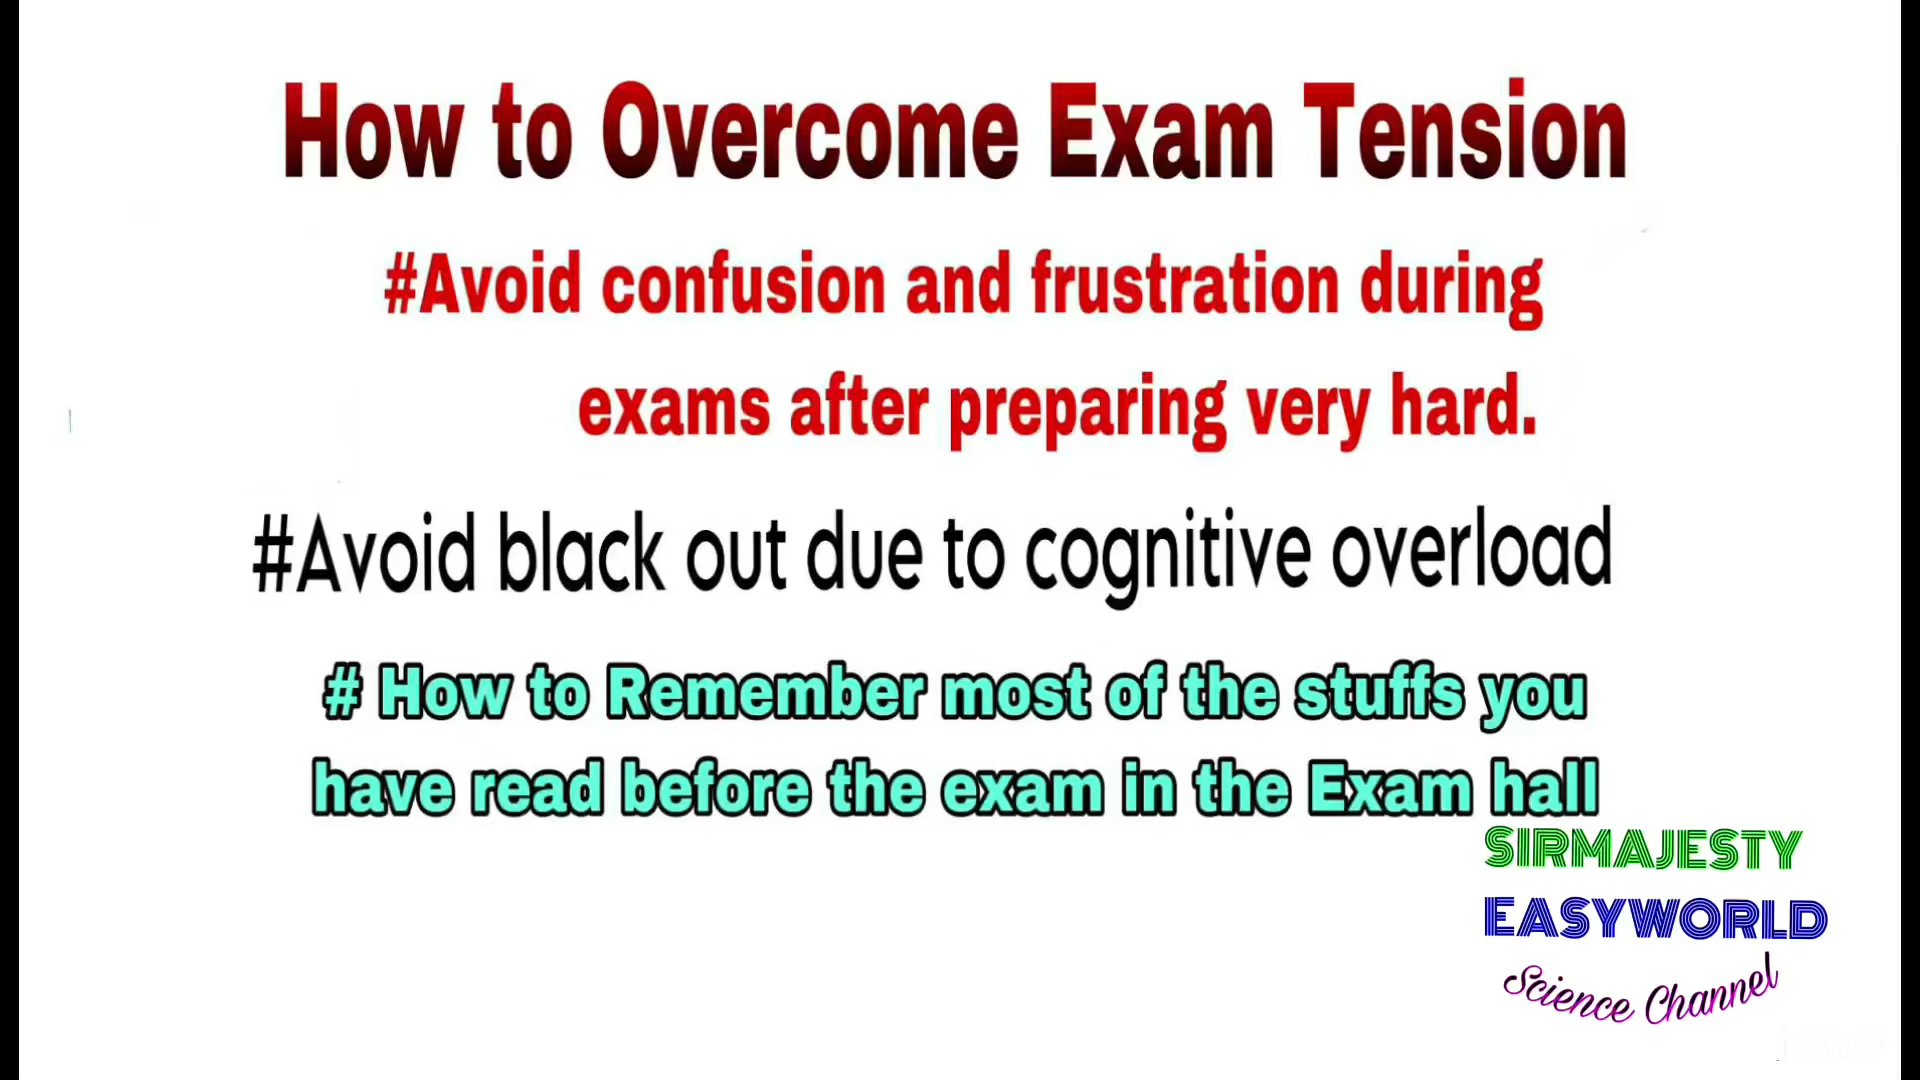 How to Overcome Exam Tension
#Avoid confusion and frustration during
exams after preparing very hard.
#Avoid black out due to cognitive overload
# How to Remember most of the stuffs you
have read before the exam in the Exam hall
SIRMAJESTY
EASYWORLD
Science Channel